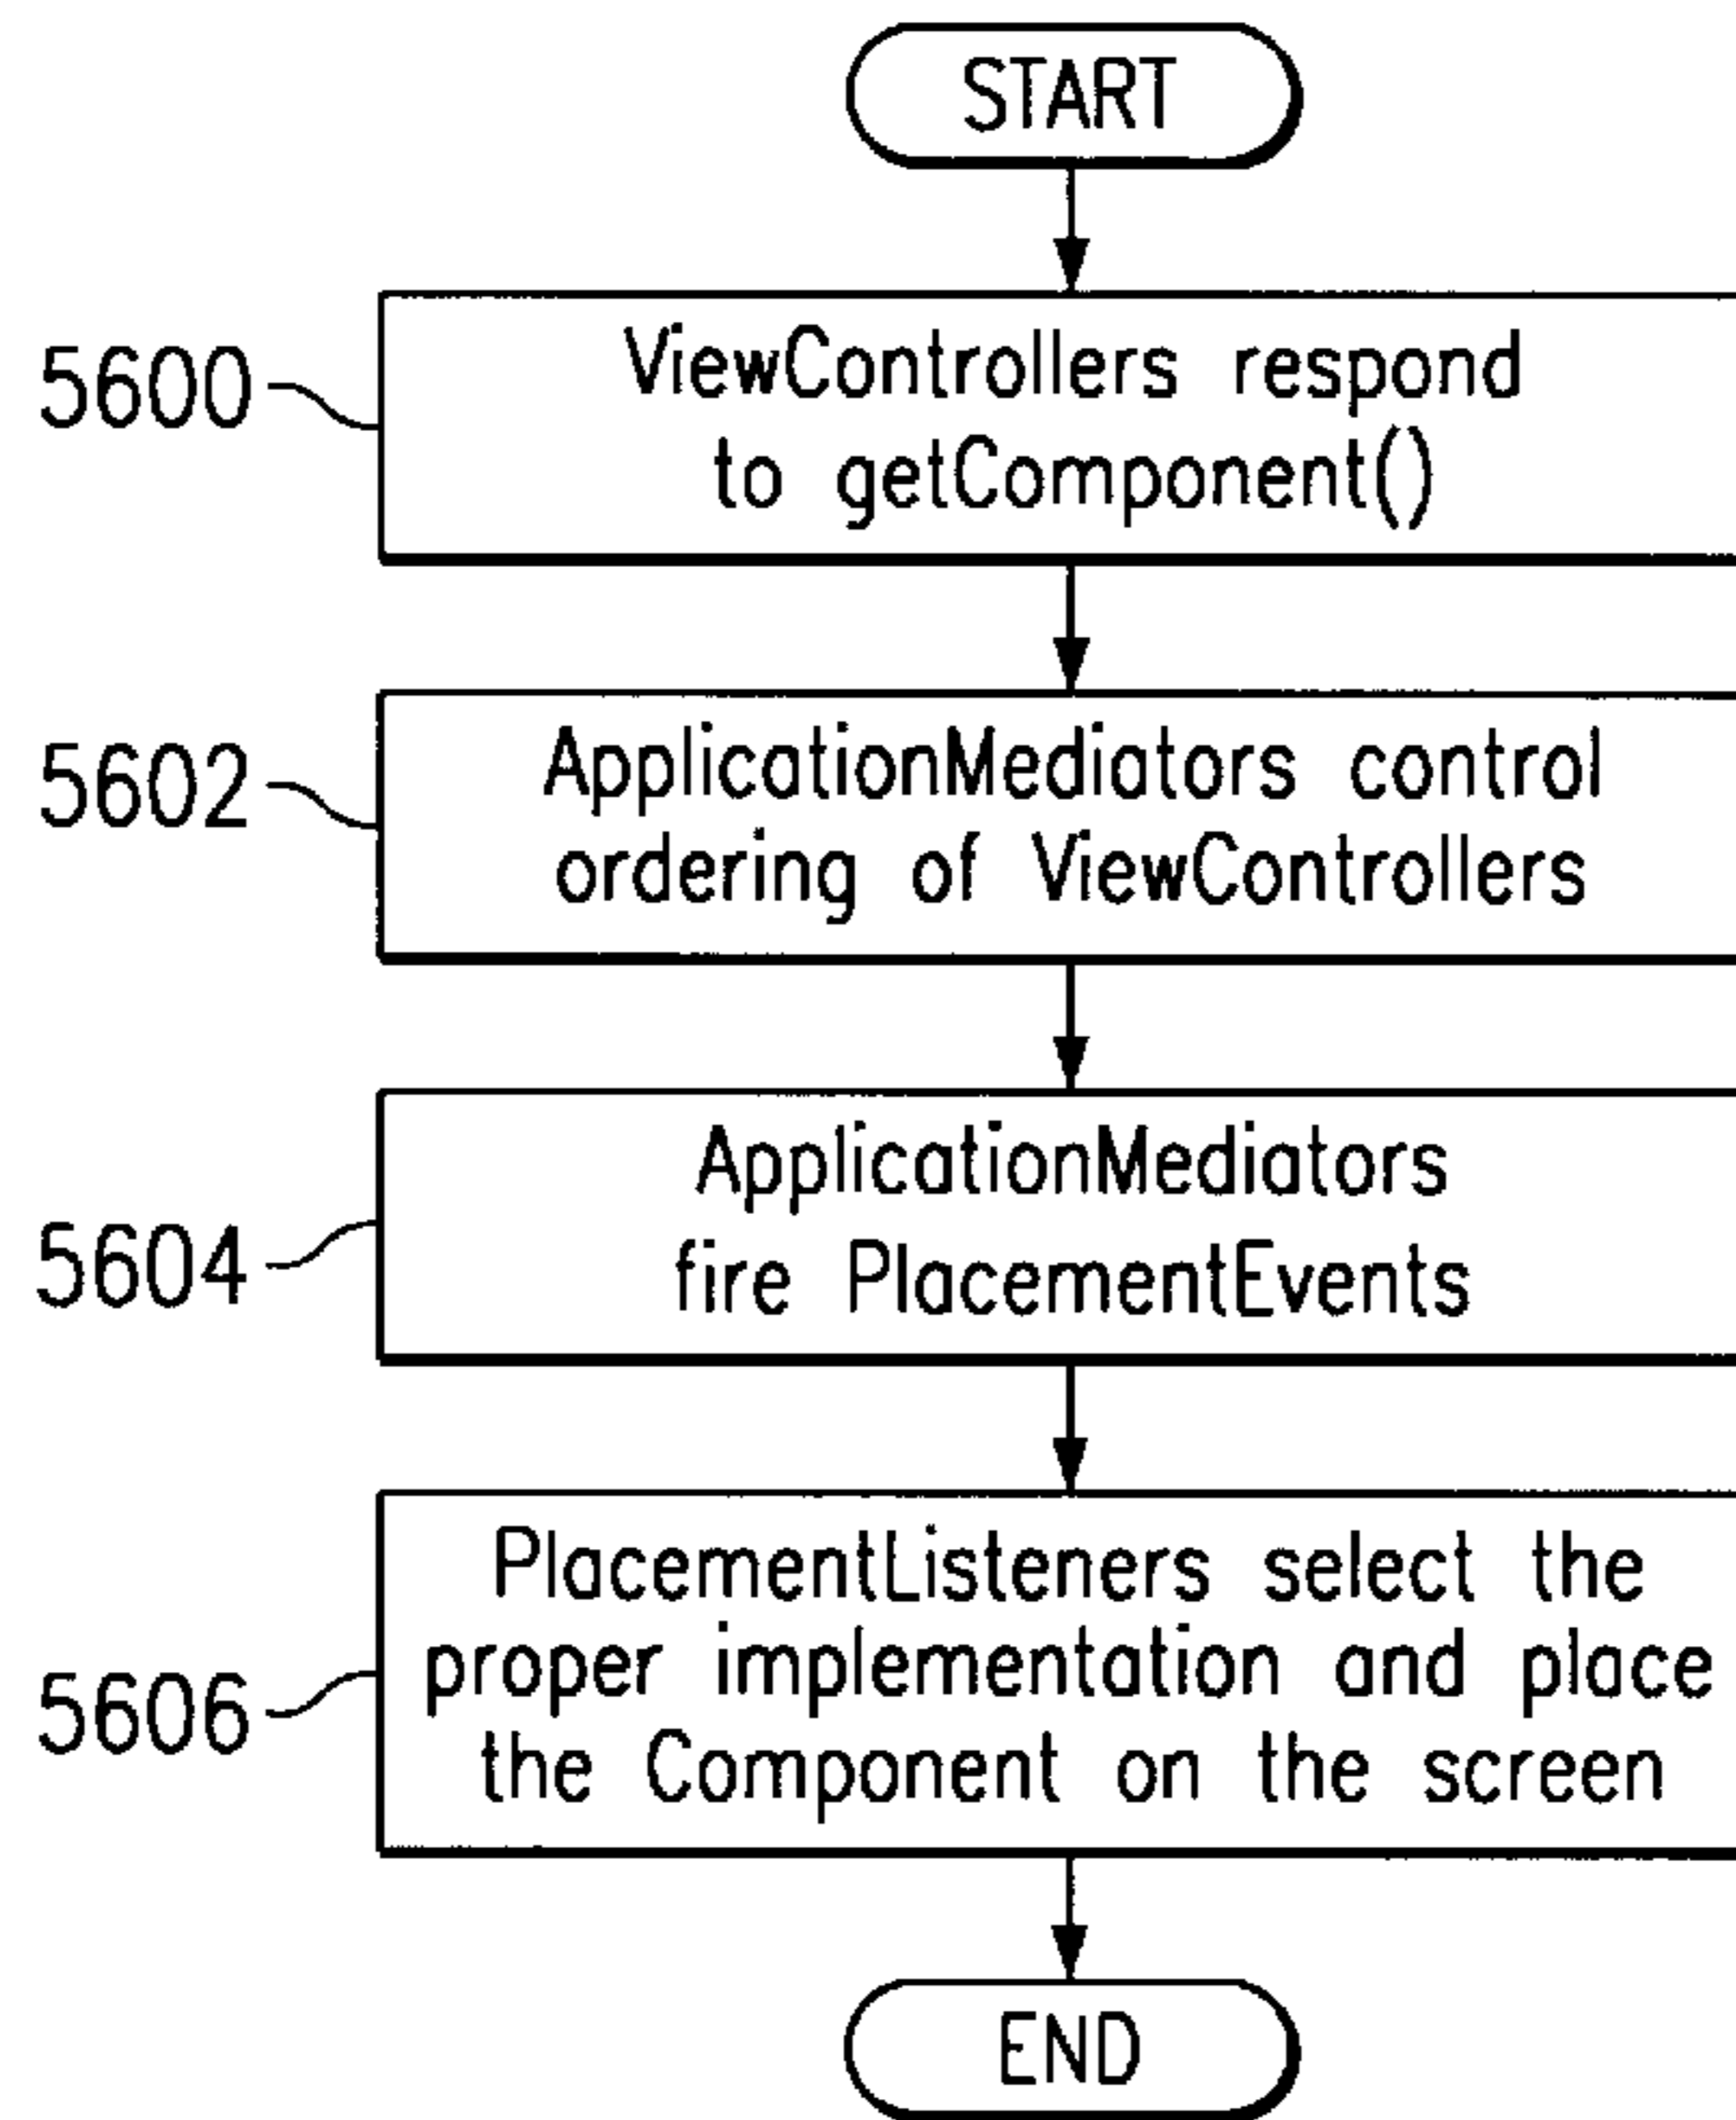 START
5600
ViewControllers respond
to getComponent()
5602
ApplicationMediators control
ordering of ViewControllers
5604
ApplicationMediators
fire PlacementEvents
5606
PlacementListeners select the
proper implementation and place
the Component on the screen
END